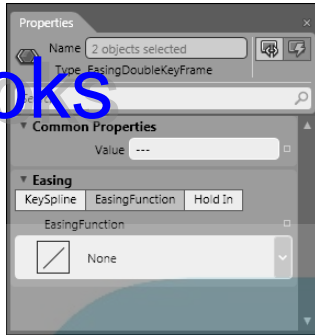 Properties
Name 2 objects selected
Type EasingDoubleKeyFrame
oks
Common Properties
Value ---
Easing
KeySpline EasingFunction Hold In
EasingFunction
None